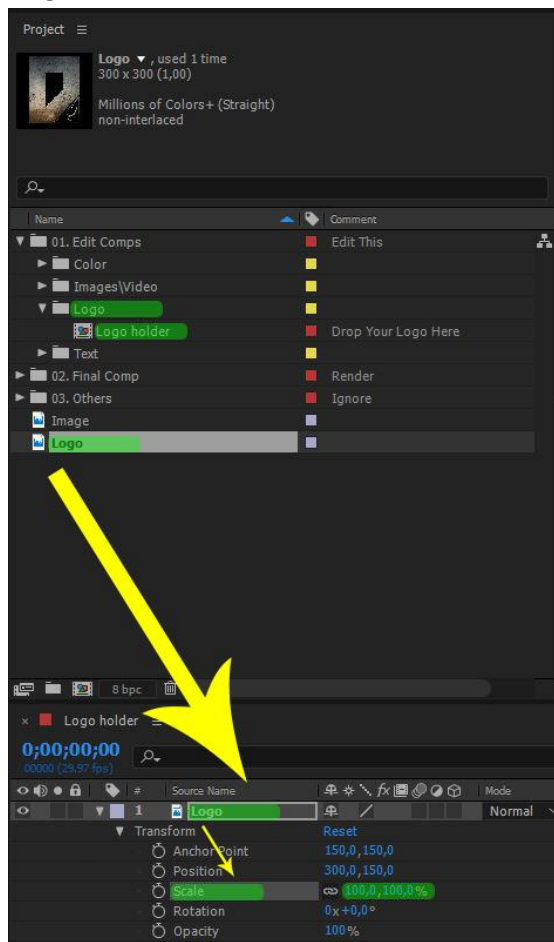 Project
Logo ▼ , used 1 time
300 x 300 (1,00)
Millions of Colors+ (Straight)
non-interlaced
Name Comment
01. Edit Comps Edit This
Color
Images\Video
Logo
Logo holder Drop Your Logo Here
Text
02. Final Comp Render
03. Others Ignore
Image
Logo
8 bpc
× Logo holder
0;00;00;00
00000 (29.97 fps)
# Source Name fx Mode
1 Logo Normal
Transform Reset
Anchor Point 150,0,150,0
Position 300,0,150,0
Scale 100,0,100,0%
Rotation 0x+0,0°
Opacity 100%